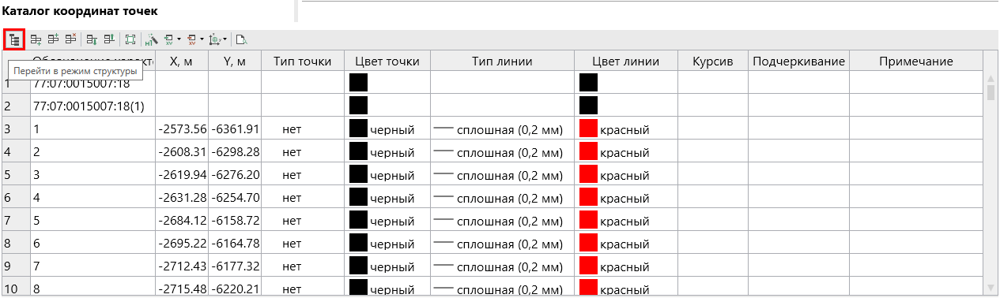 Каталог координат точек
X, м Y, м Тип точки Цвет точки Тип линии Цвет линии Курсив Подчеркивание Примечание
Перейти в режим структуры
1 77:07:0015007:18
2 77:07:0015007:18(1)
3 1 -2573.56 -6361.91 нет черный сплошная (0,2 мм) красный
4 2 -2608.31 -6298.28 нет черный сплошная (0,2 мм) красный
5 3 -2619.94 -6276.20 нет черный сплошная (0,2 мм) красный
6 4 -2631.28 -6254.70 нет черный сплошная (0,2 мм) красный
7 5 -2684.12 -6158.72 нет черный сплошная (0,2 мм) красный
8 6 -2695.22 -6164.78 нет черный сплошная (0,2 мм) красный
9 7 -2712.43 -6177.32 нет черный сплошная (0,2 мм) красный
10 8 -2715.48 -6220.21 нет черный сплошная (0,2 мм) красный